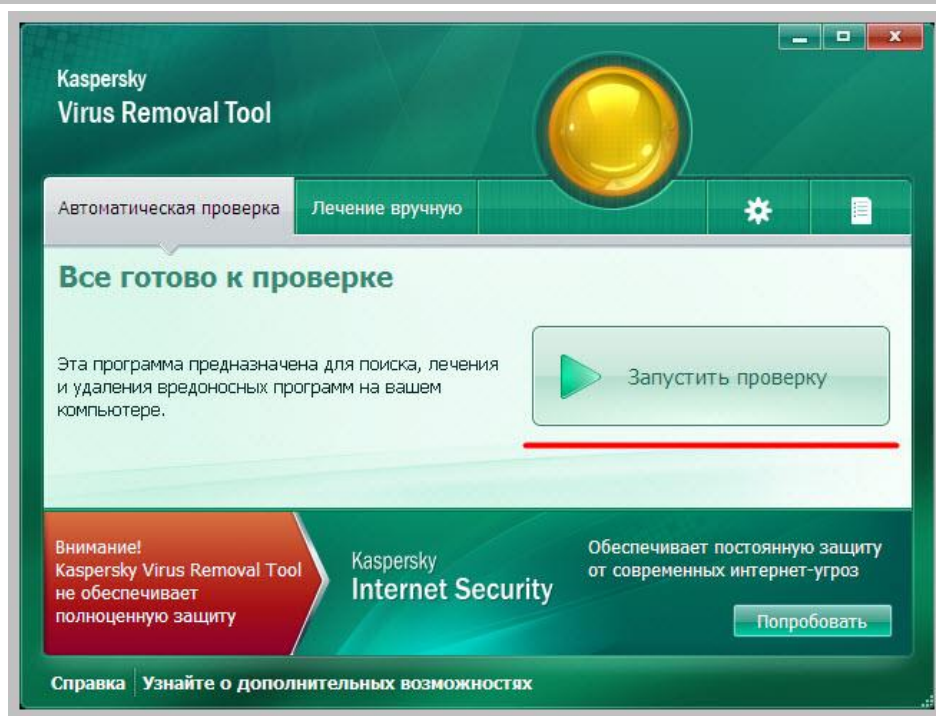 Kaspersky
Virus Removal Tool
Автоматическая проверка
Лечение вручную
Все готово к проверке
Эта программа предназначена для поиска, лечения
и удаления вредоносных программ на вашем
компьютере.
Запустить проверку
Внимание!
Kaspersky Virus Removal Tool
не обеспечивает
полноценную защиту
Kaspersky
Internet Security
Обеспечивает постоянную защиту
от современных интернет-угроз
Попробовать
Справка
Узнайте о дополнительных возможностях